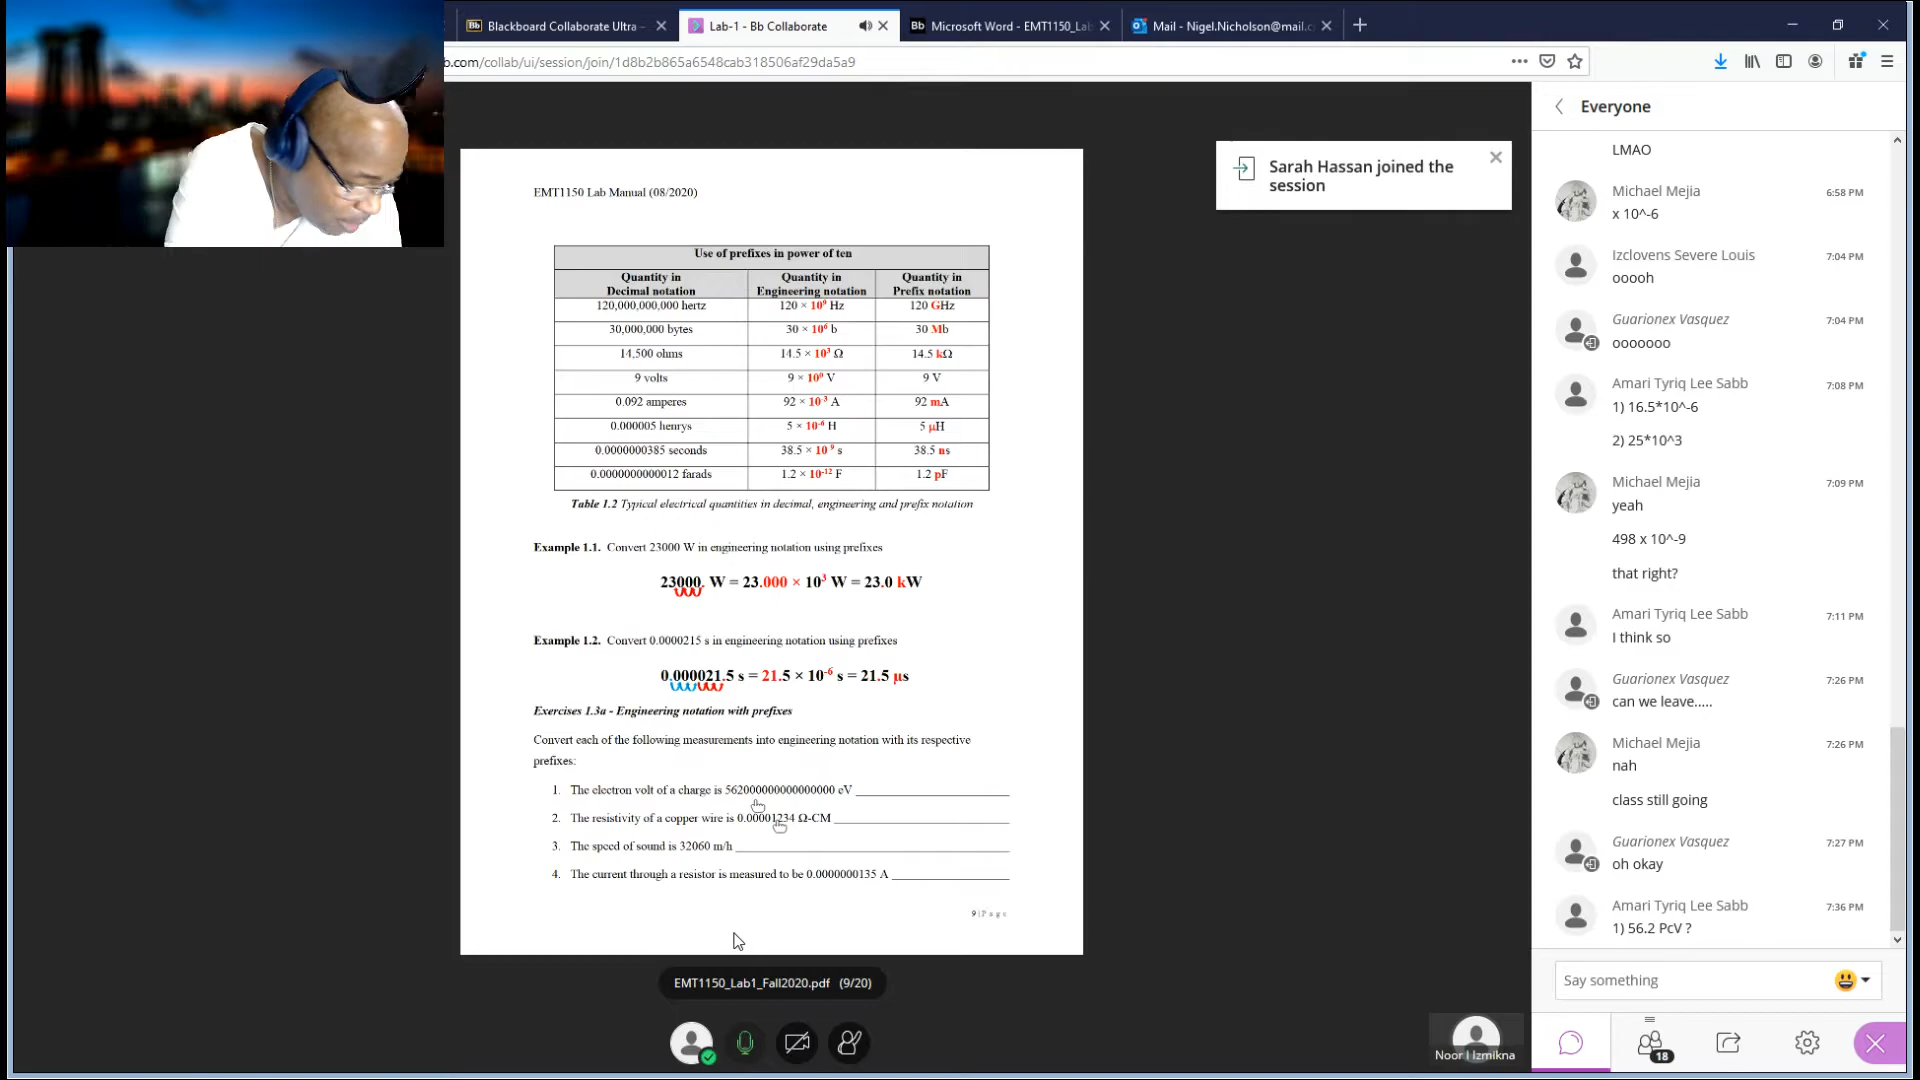 Blackboard Collaborate Ultra –
Lab-1 - Bb Collaborate
Microsoft Word - EMT1150_La
Mail - Nigel.Nicholson@mail.c
b.com/collab/ui/session/join/1d8b2b865a6548cab318506af29da5a9
Sarah Hassan joined the
session
EMT1150 Lab Manual (08/2020)
Use of prefixes in power of ten
Quantity in Decimal notation Quantity in Engineering notation Quantity in Prefix notation
120,000,000,000 hertz 120 × 10⁹ Hz 120 GHz
30,000,000 bytes 30 × 10⁶ b 30 Mb
14,500 ohms 14.5 × 10³ Ω 14.5 kΩ
9 volts 9 × 10⁰ V 9 V
0.092 amperes 92 × 10⁻³ A 92 mA
0.000005 henrys 5 × 10⁻⁶ H 5 μH
0.0000000385 seconds 38.5 × 10⁻⁹ s 38.5 ns
0.0000000000012 farads 1.2 × 10⁻¹² F 1.2 pF
Table 1.2 Typical electrical quantities in decimal, engineering and prefix notation
Example 1.1. Convert 23000 W in engineering notation using prefixes
23000. W = 23.000 × 10³ W = 23.0 kW
Example 1.2. Convert 0.0000215 s in engineering notation using prefixes
0.000021.5 s = 21.5 × 10⁻⁶ s = 21.5 μs
Exercises 1.3a - Engineering notation with prefixes
Convert each of the following measurements into engineering notation with its respective
prefixes:
1. The electron volt of a charge is 56200000000000000 eV
2. The resistivity of a copper wire is 0.00001234 Ω-CM
3. The speed of sound is 32060 m/h
4. The current through a resistor is measured to be 0.0000000135 A
9 | Page
EMT1150_Lab1_Fall2020.pdf (9/20)
Noor I Izmikna
Everyone
LMAO
Michael Mejia 6:58 PM
x 10^-6
Izclovens Severe Louis 7:04 PM
ooooh
Guarionex Vasquez 7:04 PM
ooooooo
Amari Tyriq Lee Sabb 7:08 PM
1) 16.5*10^-6
2) 25*10^3
Michael Mejia 7:09 PM
yeah
498 x 10^-9
that right?
Amari Tyriq Lee Sabb 7:11 PM
I think so
Guarionex Vasquez 7:26 PM
can we leave.....
Michael Mejia 7:26 PM
nah
class still going
Guarionex Vasquez 7:27 PM
oh okay
Amari Tyriq Lee Sabb 7:36 PM
1) 56.2 PcV ?
Say something
18